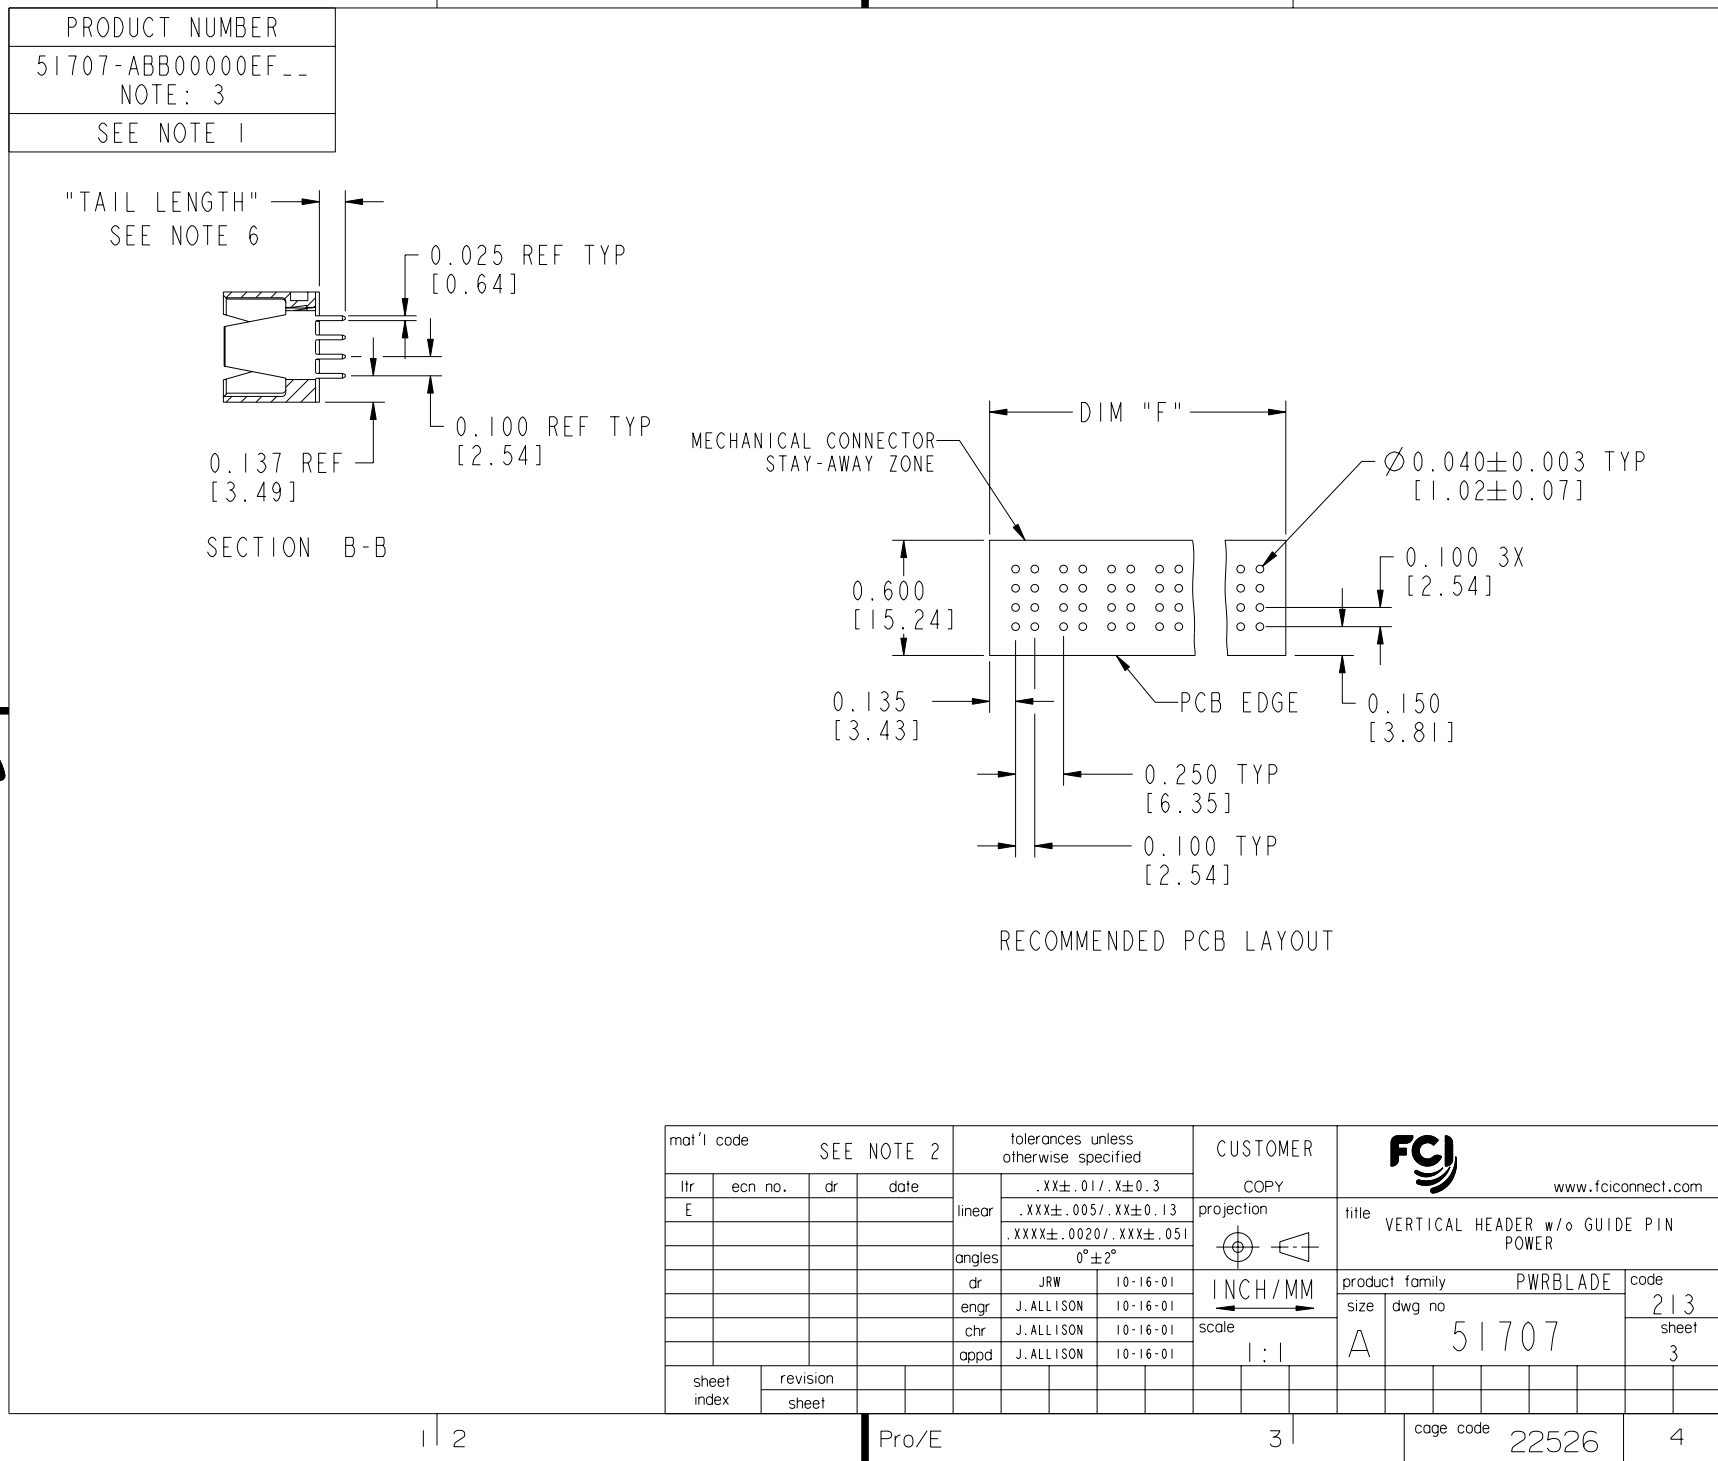 PRODUCT NUMBER
51707-ABB00000EF__
NOTE: 3
SEE NOTE 1
"TAIL LENGTH"
SEE NOTE 6
0.025 REF TYP
[0.64]
0.100 REF TYP
[2.54]
0.137 REF
[3.49]
SECTION B-B
DIM "F"
MECHANICAL CONNECTOR
STAY-AWAY ZONE
Ø0.040±0.003 TYP
[1.02±0.07]
0.100 3X
[2.54]
0.600
[15.24]
0.135
[3.43]
PCB EDGE
0.150
[3.81]
0.250 TYP
[6.35]
0.100 TYP
[2.54]
RECOMMENDED PCB LAYOUT
mat'l code SEE NOTE 2
tolerances unless
otherwise specified
CUSTOMER
COPY
FCI
www.fciconnect.com
ltr ecn no. dr date
E
linear
.XX±.01/.X±0.3
.XXX±.005/.XX±0.13
.XXXX±.0020/.XXX±.051
angles 0°±2°
projection
title VERTICAL HEADER w/o GUIDE PIN
POWER
dr JRW 10-16-01
engr J.ALLISON 10-16-01
chr J.ALLISON 10-16-01
appd J.ALLISON 10-16-01
INCH/MM
scale
1:1
product family PWRBLADE
code
213
size
A
dwg no
51707
sheet
3
sheet
index
revision
sheet
1 2
Pro/E
3
cage code 22526
4